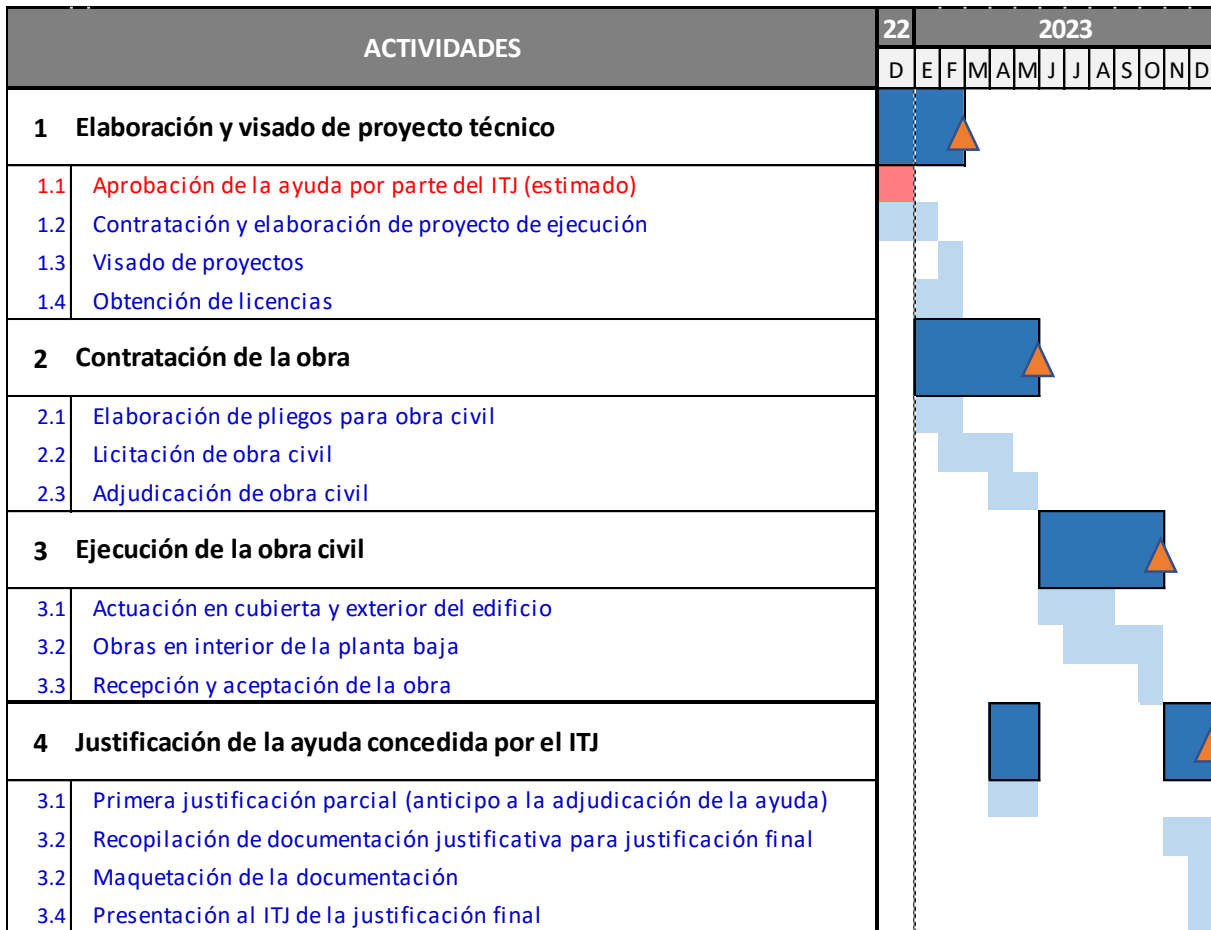 ACTIVIDADES
22 2023
D E F M A M J J A S O N D
1 Elaboración y visado de proyecto técnico
1.1 Aprobación de la ayuda por parte del ITJ (estimado)
1.2 Contratación y elaboración de proyecto de ejecución
1.3 Visado de proyectos
1.4 Obtención de licencias
2 Contratación de la obra
2.1 Elaboración de pliegos para obra civil
2.2 Licitación de obra civil
2.3 Adjudicación de obra civil
3 Ejecución de la obra civil
3.1 Actuación en cubierta y exterior del edificio
3.2 Obras en interior de la planta baja
3.3 Recepción y aceptación de la obra
4 Justificación de la ayuda concedida por el ITJ
3.1 Primera justificación parcial (anticipo a la adjudicación de la ayuda)
3.2 Recopilación de documentación justificativa para justificación final
3.2 Maquetación de la documentación
3.4 Presentación al ITJ de la justificación final